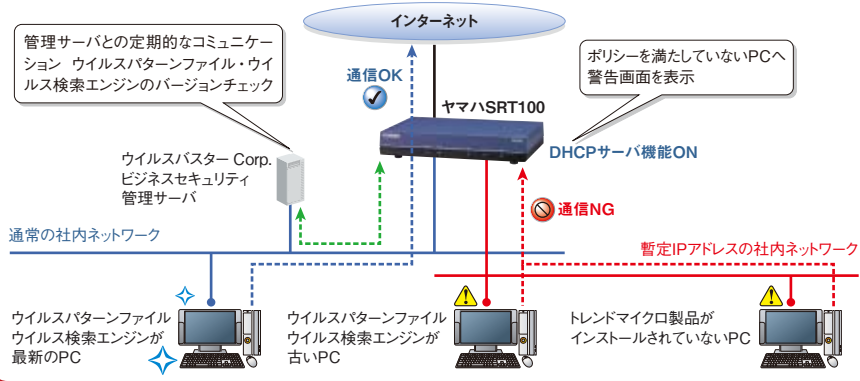 インターネット
管理サーバとの定期的なコミュニケー
ション ウイルスパターンファイル・ウイ
ルス検索エンジンのバージョンチェック
ポリシーを満たしていないPCへ
警告画面を表示
通信OK
ヤマハSRT100
DHCPサーバ機能ON
ウイルスバスター Corp.
ビジネスセキュリティ
管理サーバ
通信NG
通常の社内ネットワーク
暫定IPアドレスの社内ネットワーク
ウイルスパターンファイル
ウイルス検索エンジンが
最新のPC
ウイルスパターンファイル
ウイルス検索エンジンが
古いPC
トレンドマイクロ製品が
インストールされていないPC